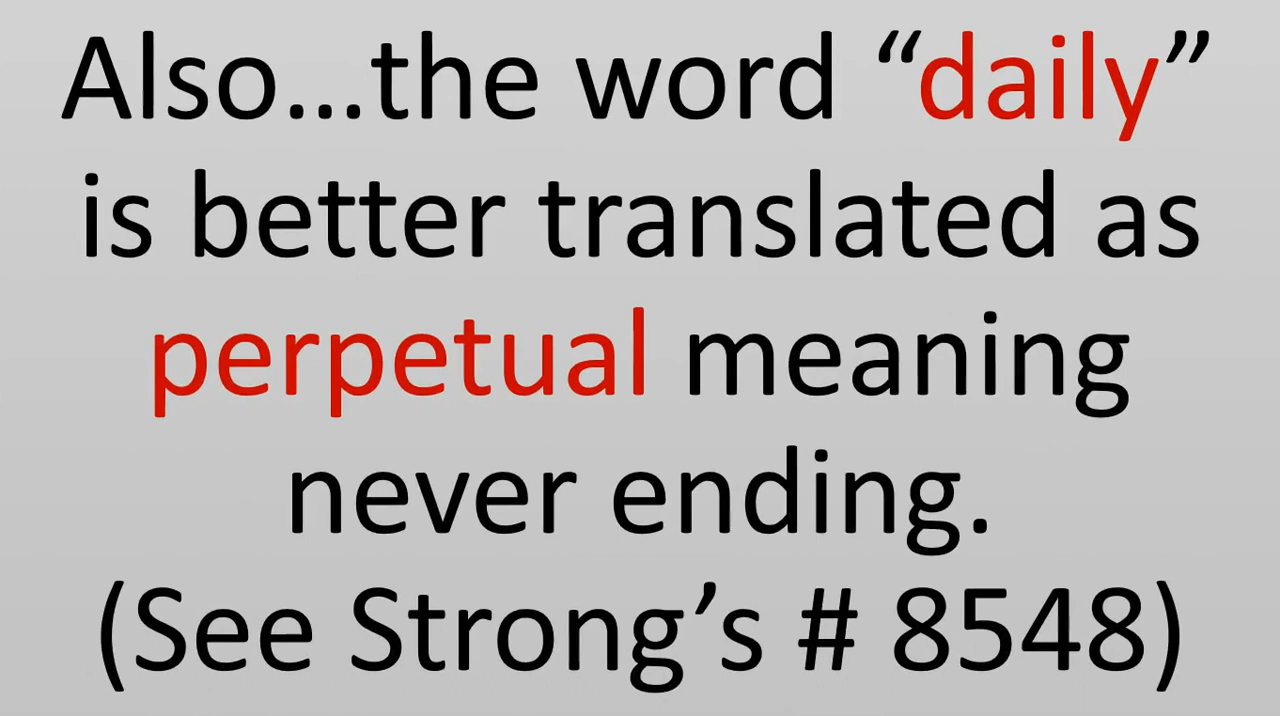 Also...the word “daily”
is better translated as
perpetual meaning
never ending.
(See Strong’s # 8548)